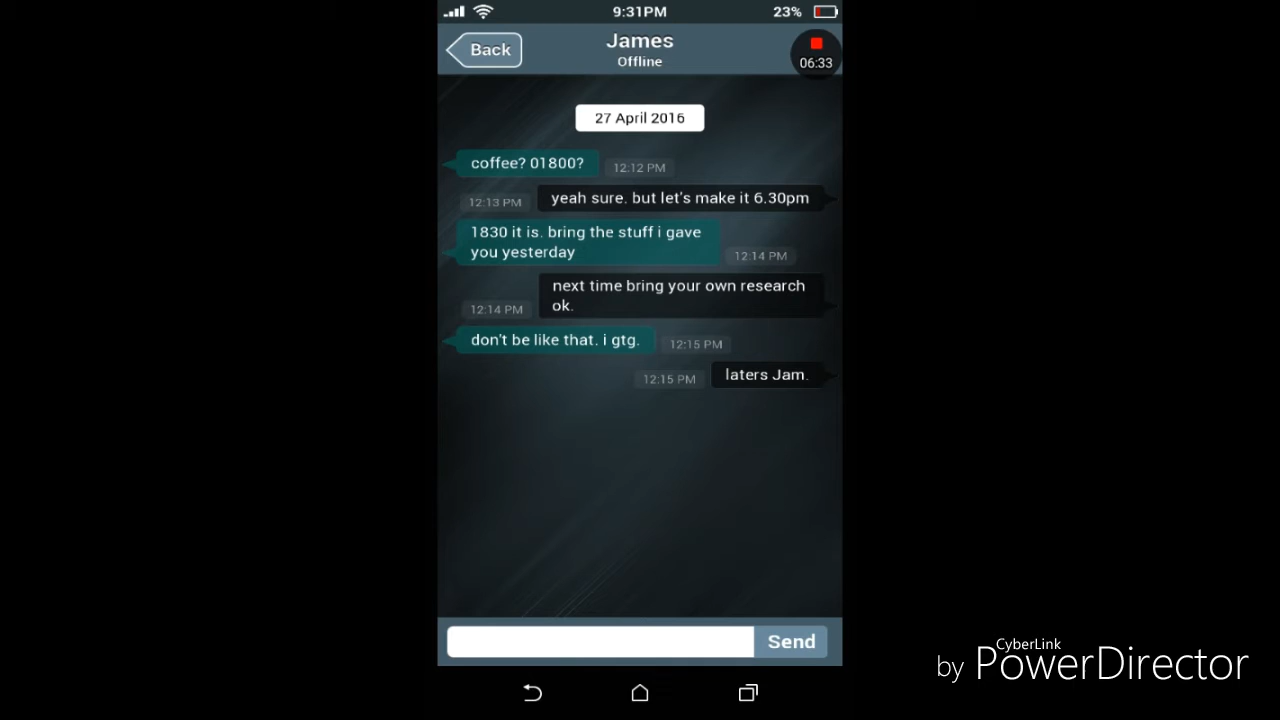 9:31PM
23%
Back
James
Offline
06:33
27 April 2016
coffee? 01800?
12:12 PM
yeah sure. but let's make it 6.30pm
12:13 PM
1830 it is. bring the stuff i gave
you yesterday
12:14 PM
next time bring your own research
ok.
12:14 PM
don't be like that. i gtg.
12:15 PM
laters Jam.
12:15 PM
Send
CyberLink
by PowerDirector